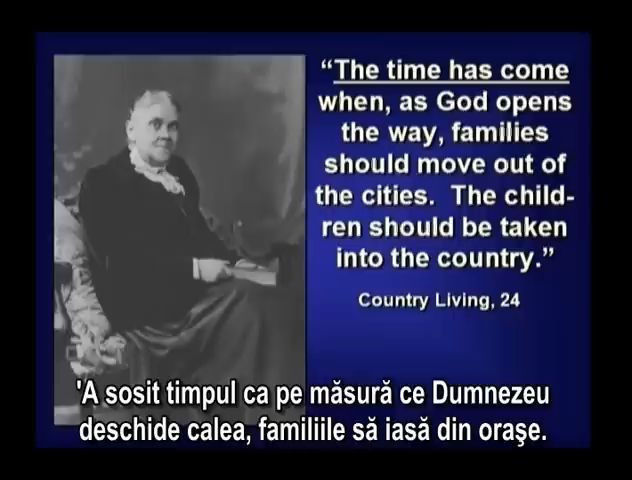 “The time has come
when, as God opens
the way, families
should move out of
the cities.  The child-
ren should be taken
into the country.”
Country Living, 24
'A sosit timpul ca pe măsură ce Dumnezeu
deschide calea, familiile să iasă din oraşe.